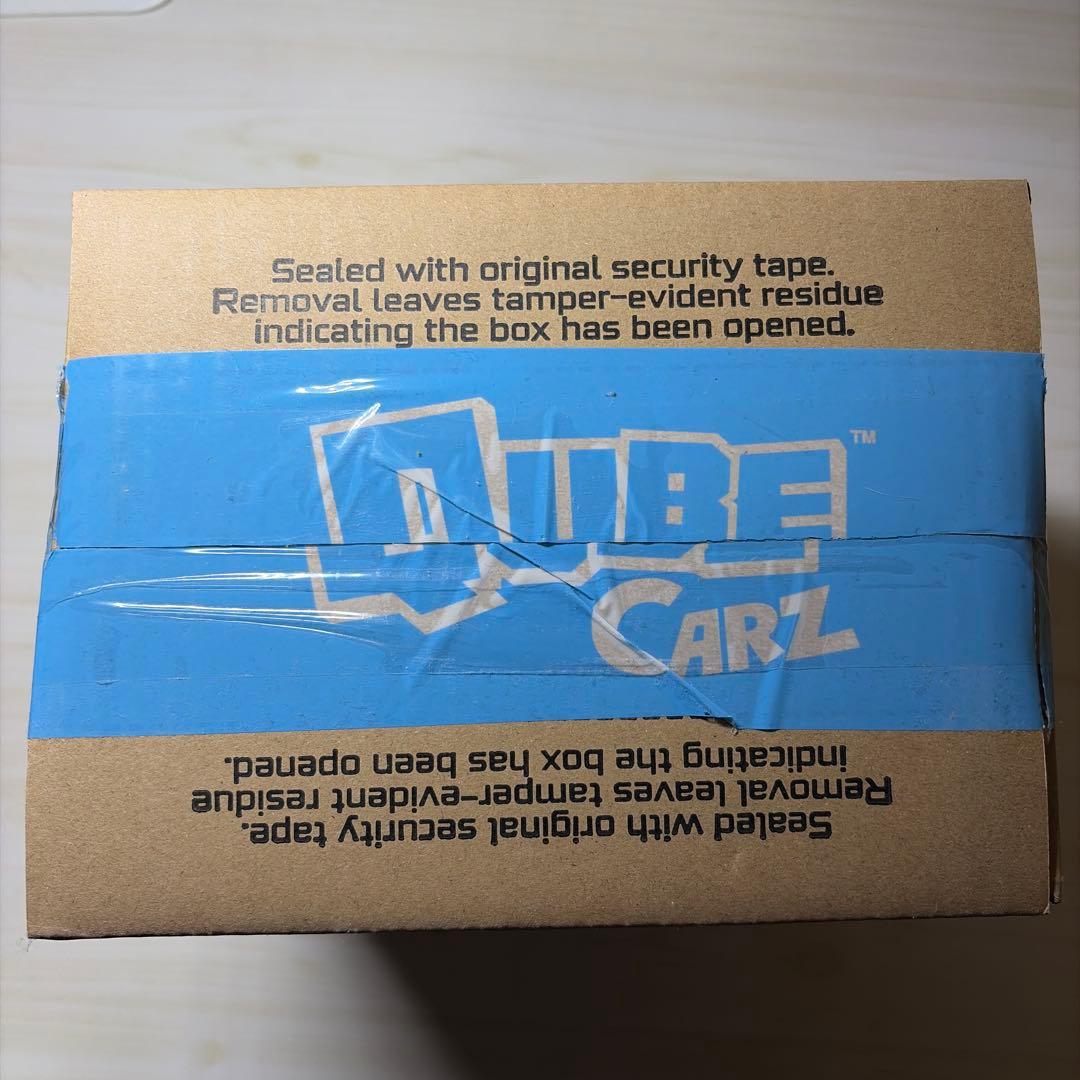 Sealed with original security tape.
Removal leaves tamper-evident residue
indicating the box has been opened.
QUBE™
CARZ
Sealed with original security tape.
Removal leaves tamper-evident residue
indicating the box has been opened.